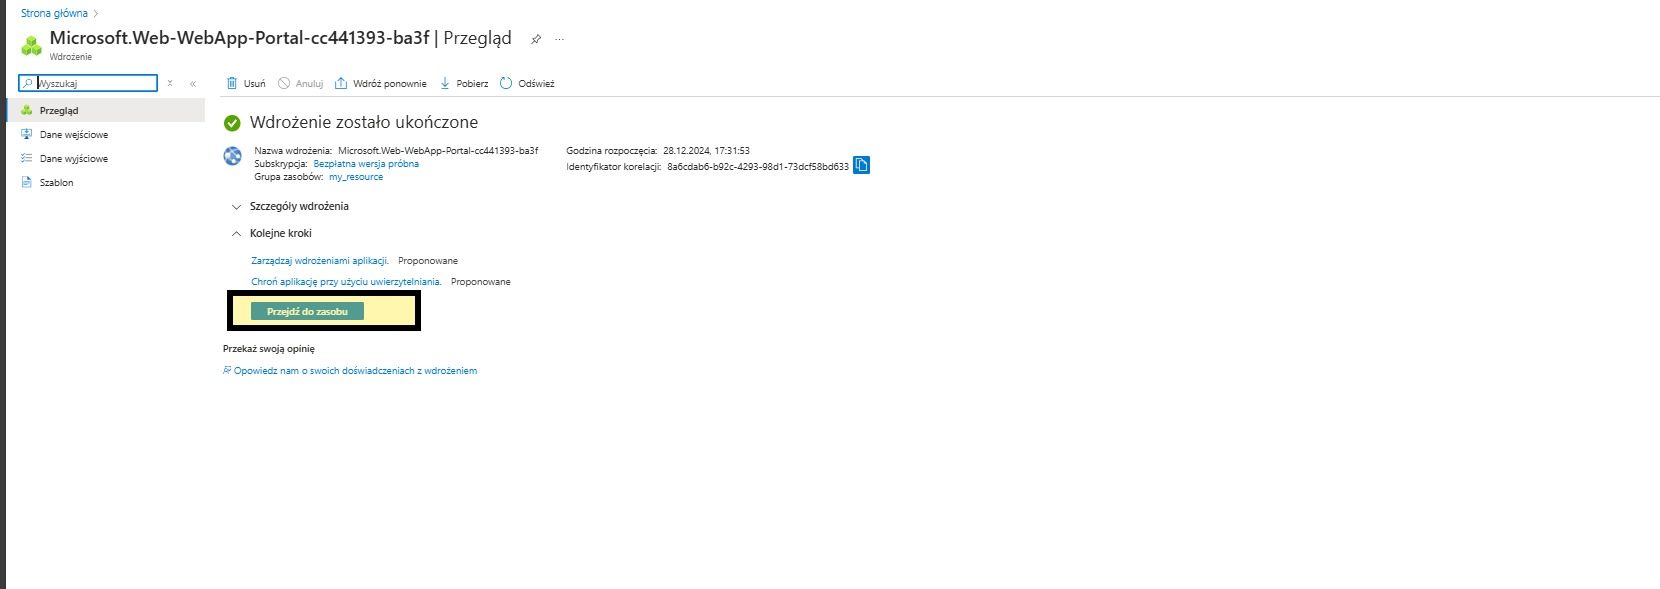 Strona główna
Microsoft.Web-WebApp-Portal-cc441393-ba3f | Przegląd
Wdrożenie
Wyszukaj
Usuń Anuluj Wdróż ponownie Pobierz Odśwież
Przegląd
Dane wejściowe
Dane wyjściowe
Szablon
Wdrożenie zostało ukończone
Nazwa wdrożenia: Microsoft.Web-WebApp-Portal-cc441393-ba3f
Subskrypcja: Bezpłatna wersja próbna
Grupa zasobów: my_resource
Godzina rozpoczęcia: 28.12.2024, 17:31:53
Identyfikator korelacji: 8a6cdab6-b92c-4293-98d1-73dcf58bd633
Szczegóły wdrożenia
Kolejne kroki
Zarządzaj wdrożeniami aplikacji. Proponowane
Chroń aplikację przy użyciu uwierzytelniania. Proponowane
Przejdź do zasobu
Przekaż swoją opinię
Opowiedz nam o swoich doświadczeniach z wdrożeniem